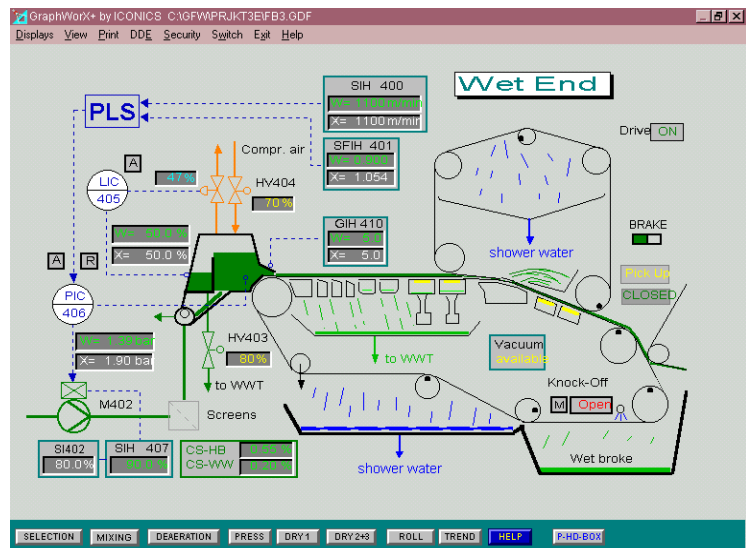 GraphWorX+ by ICONICS C:\GFW\PRJKT3E\FB3.GDF
Displays View Print DDE Security Switch Exit Help
Wet End
SIH 400
W= 1100 m/min
X= 1100 m/min
PLS
Drive ON
SFIH 401
W= 0.900
X= 1.054
Compr. air
A
LIC
405
47%
HV404
70%
GIH 410
W= 5.0
X= 5.0
W= 50.0 %
X= 50.0 %
BRAKE
shower water
Pick Up
CLOSED
A
R
PIC
406
HV403
80%
W= 1.39 bar
X= 1.90 bar
to WWT
Vacuum
available
to WWT
Knock-Off
M
Open
M402
Screens
SI402
80.0%
SIH 407
90.0%
CS-HB
CS-WW 0.20 %
shower water
Wet broke
SELECTION MIXING DEAERATION PRESS DRY1 DRY2+3 ROLL TREND HELP P-HD-BOX